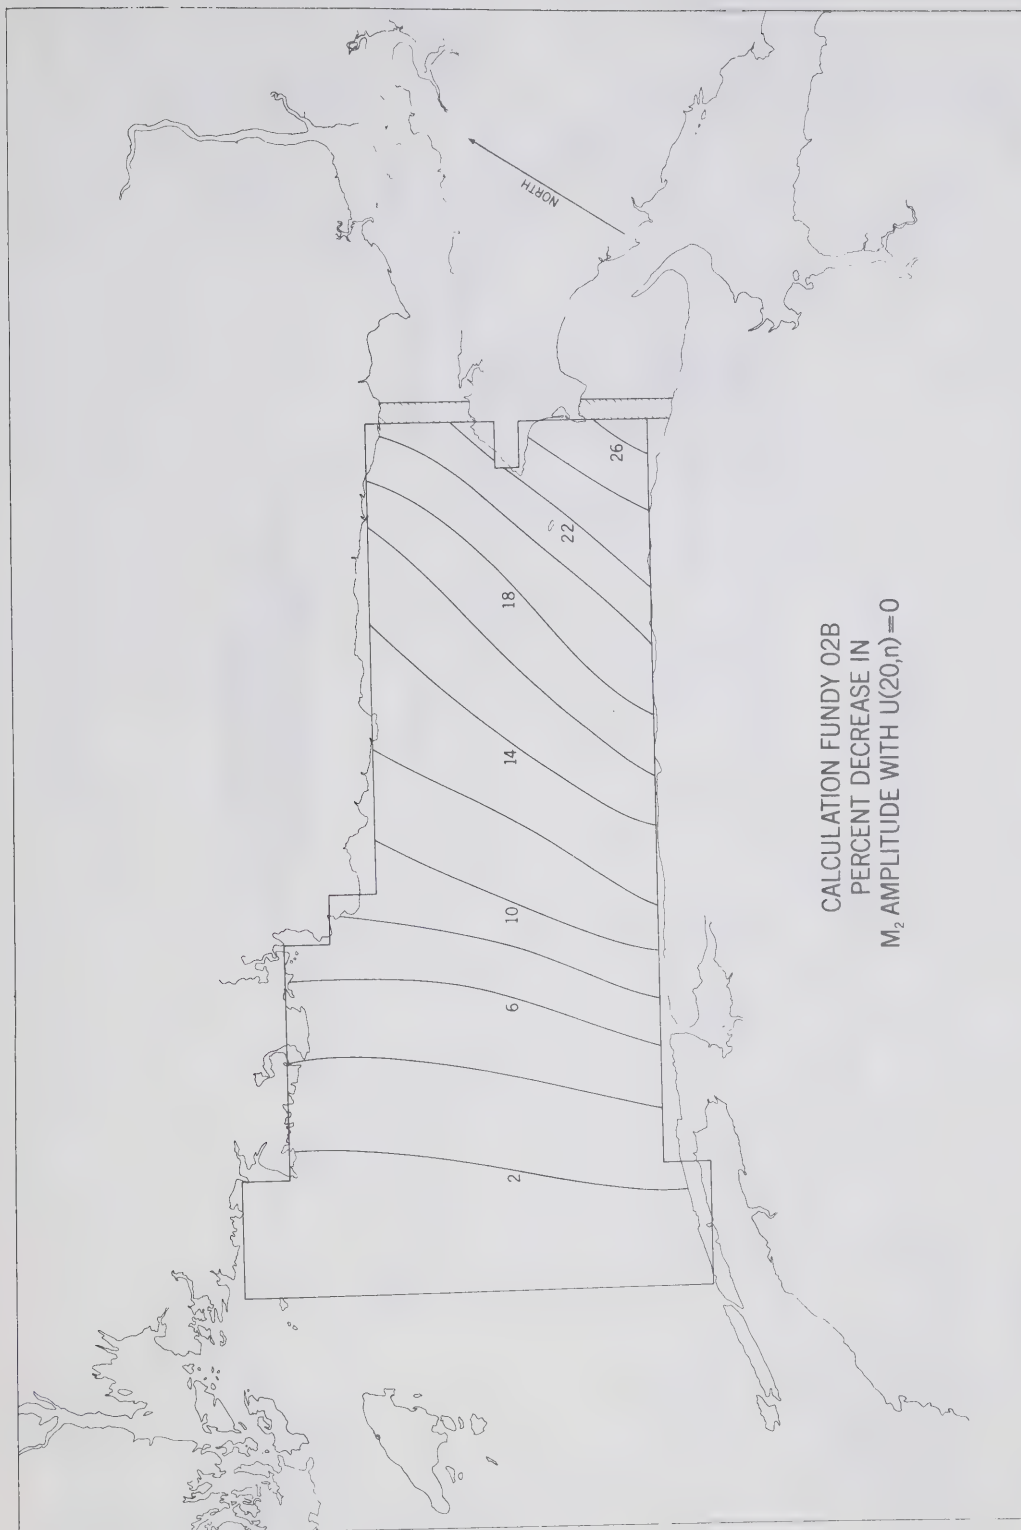 NORTH
26
22
18
14
10
6
2
CALCULATION FUNDY 02B
PERCENT DECREASE IN
M₂ AMPLITUDE WITH U(20,n)=0